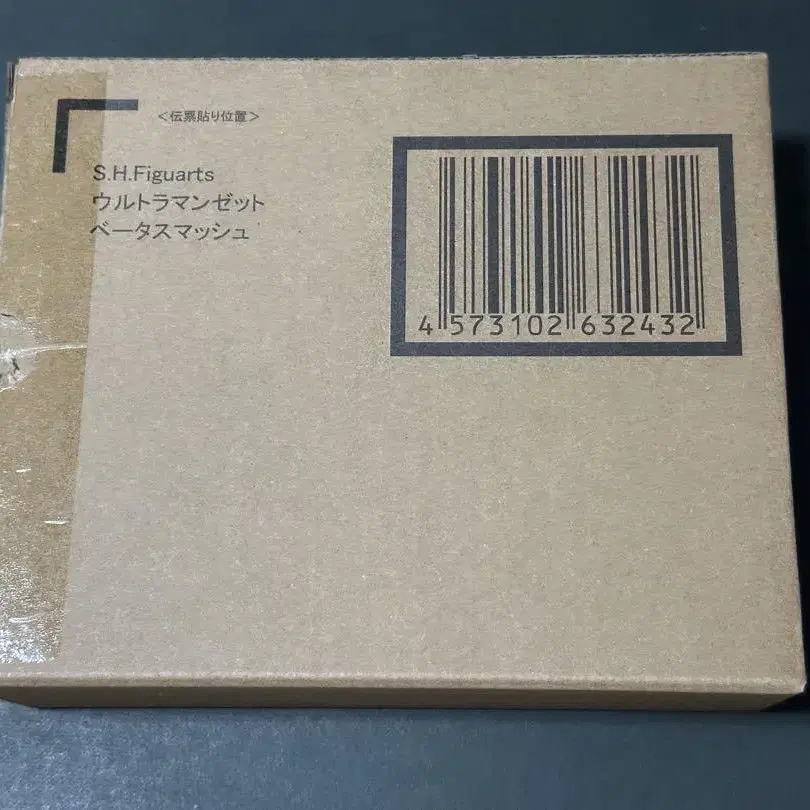 ＜伝票貼り位置＞
S.H.Figuarts
ウルトラマンゼット
ベータスマッシュ
4 573102 632432